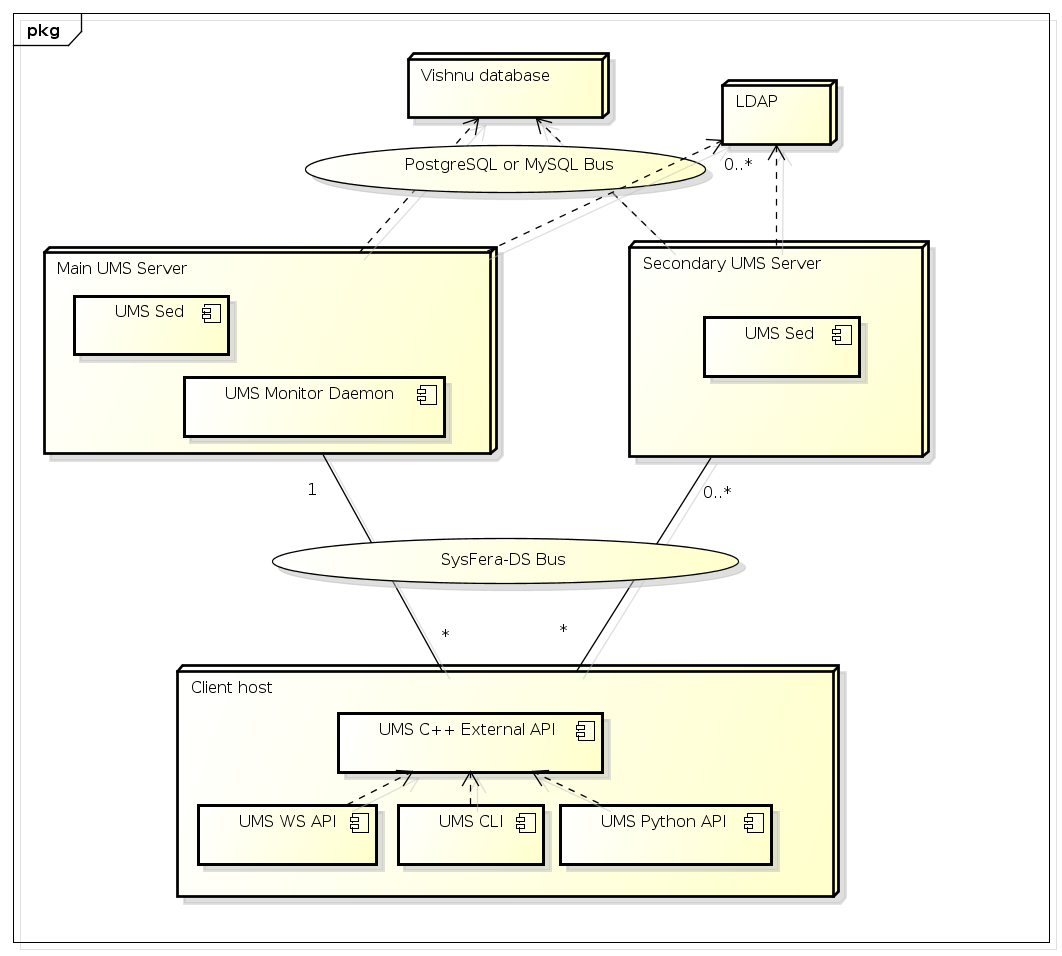 pkg
Vishnu database
LDAP
PostgreSQL or MySQL Bus
0..*
Main UMS Server
UMS Sed
UMS Monitor Daemon
Secondary UMS Server
UMS Sed
1
0..*
SysFera-DS Bus
*
*
Client host
UMS C++ External API
UMS WS API
UMS CLI
UMS Python API